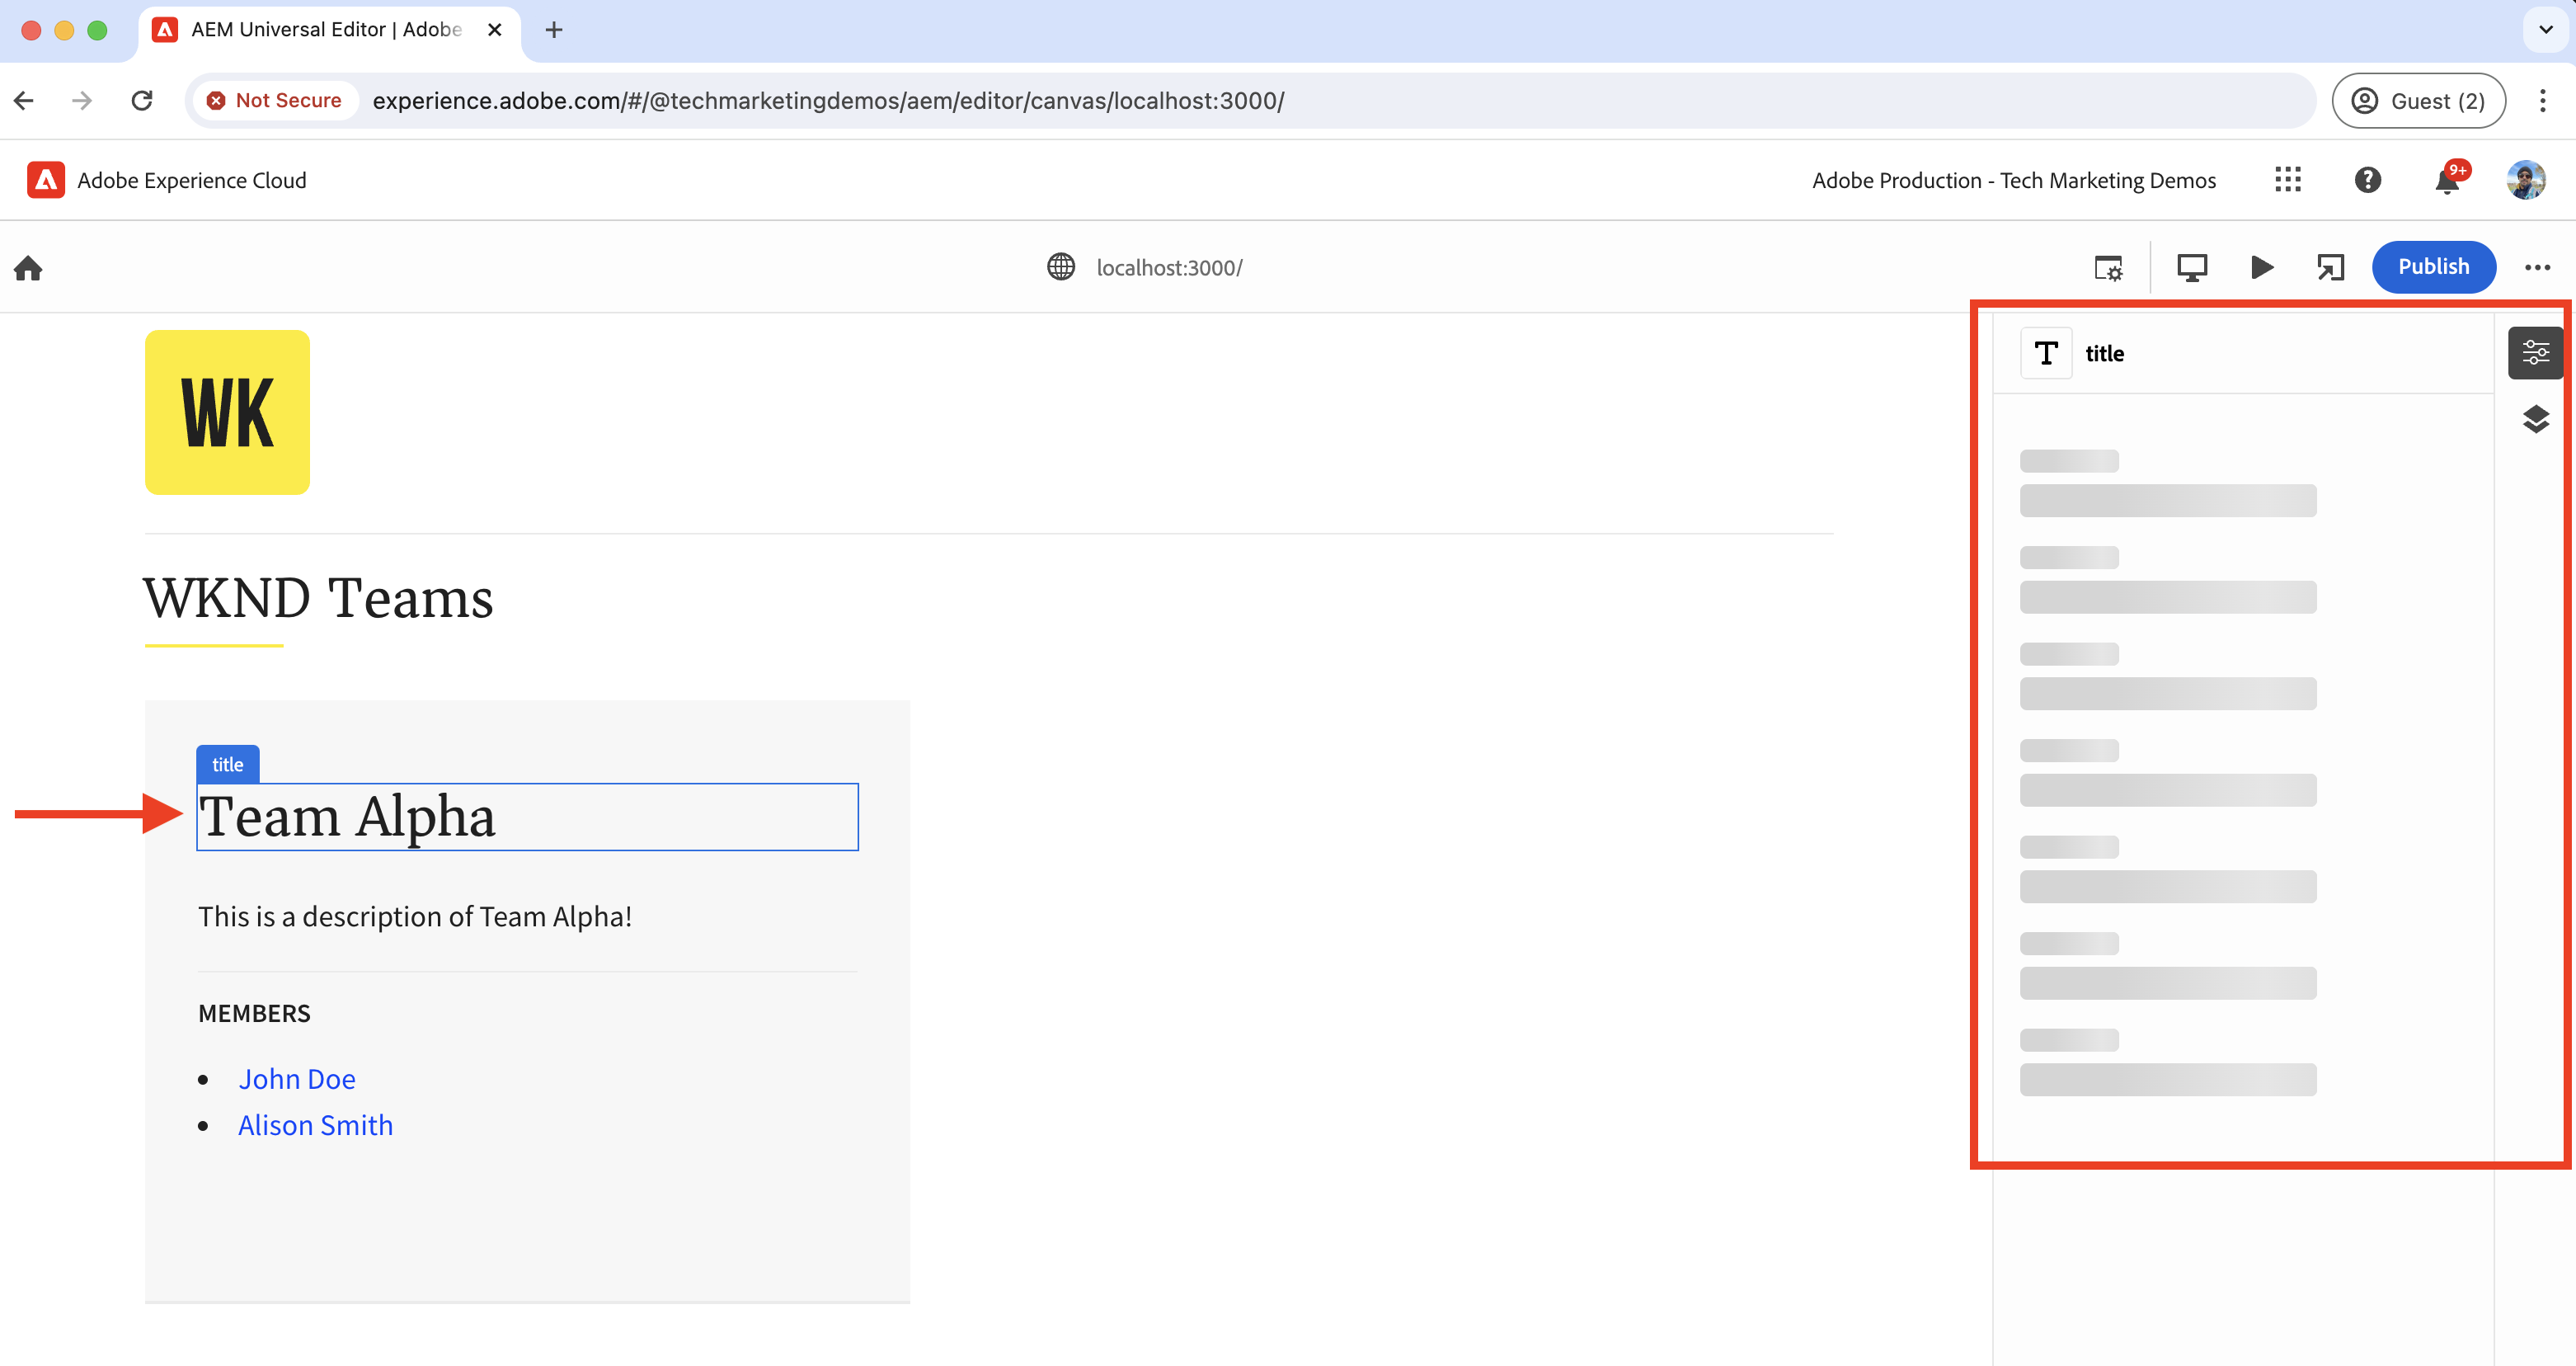 AEM Universal Editor | Adobe
Not Secure experience.adobe.com/#/@techmarketingdemos/aem/editor/canvas/localhost:3000/ Guest (2)
Adobe Experience Cloud Adobe Production - Tech Marketing Demos 9+
localhost:3000/ Publish
T title
WK
WKND Teams
title
Team Alpha
This is a description of Team Alpha!
MEMBERS
John Doe
Alison Smith